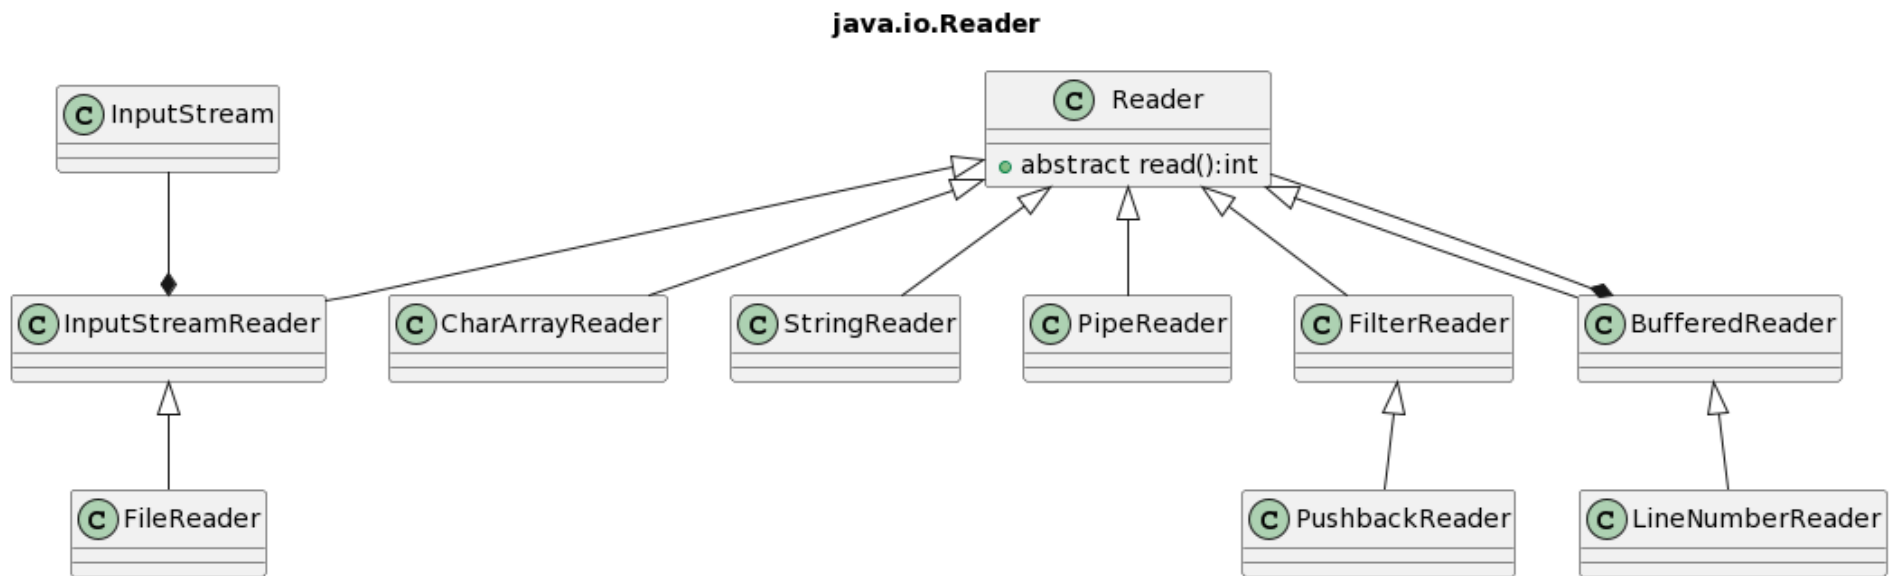 java.io.Reader
C InputStream
C Reader
abstract read():int
C InputStreamReader
C CharArrayReader
C StringReader
C PipeReader
C FilterReader
C BufferedReader
C FileReader
C PushbackReader
C LineNumberReader